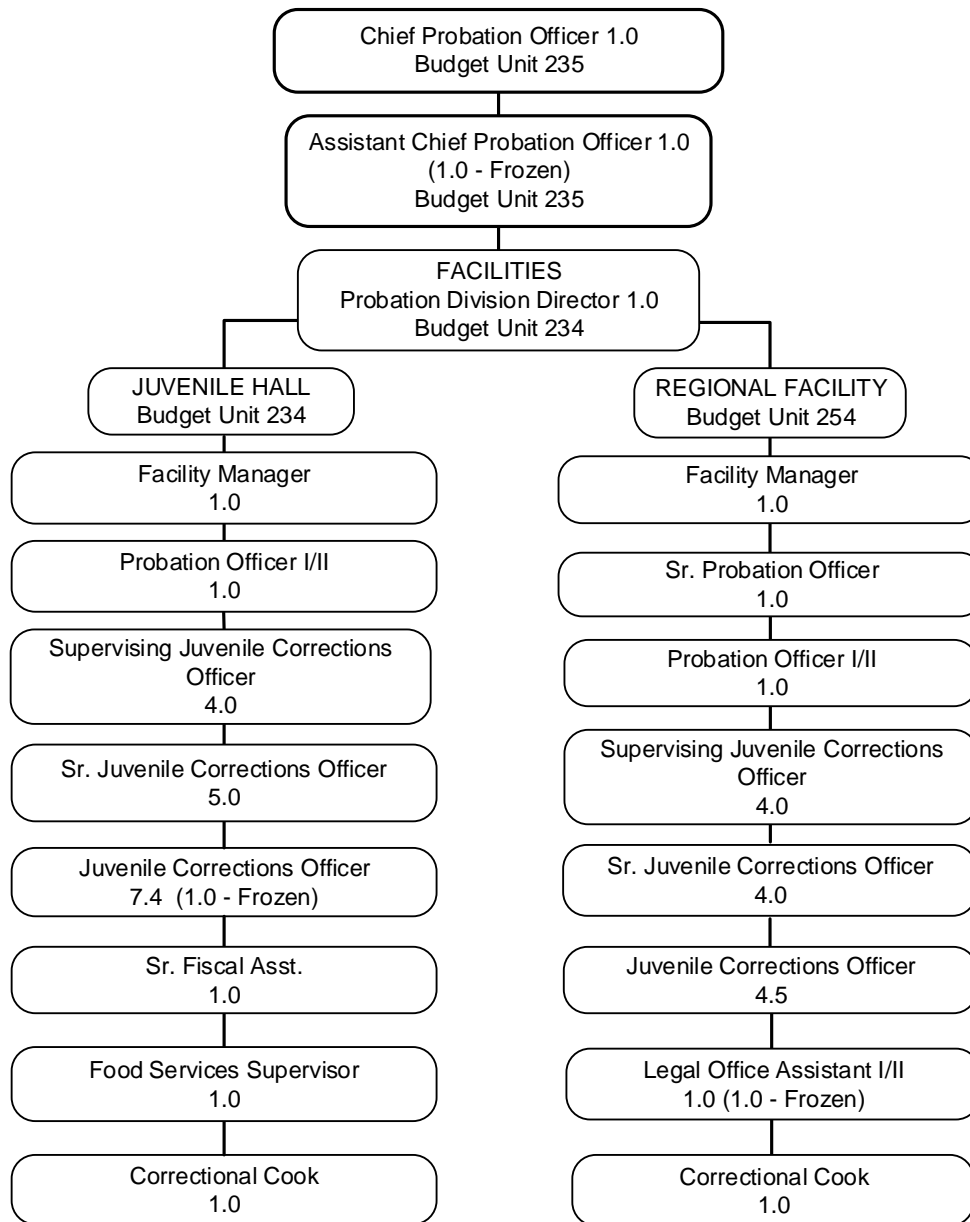 Chief Probation Officer 1.0
Budget Unit 235
Assistant Chief Probation Officer 1.0
(1.0 - Frozen)
Budget Unit 235
FACILITIES
Probation Division Director 1.0
Budget Unit 234
JUVENILE HALL
Budget Unit 234
Facility Manager
1.0
Probation Officer I/II
1.0
Supervising Juvenile Corrections
Officer
4.0
Sr. Juvenile Corrections Officer
5.0
Juvenile Corrections Officer
7.4 (1.0 - Frozen)
Sr. Fiscal Asst.
1.0
Food Services Supervisor
1.0
Correctional Cook
1.0
REGIONAL FACILITY
Budget Unit 254
Facility Manager
1.0
Sr. Probation Officer
1.0
Probation Officer I/II
1.0
Supervising Juvenile Corrections
Officer
4.0
Sr. Juvenile Corrections Officer
4.0
Juvenile Corrections Officer
4.5
Legal Office Assistant I/II
1.0 (1.0 - Frozen)
Correctional Cook
1.0